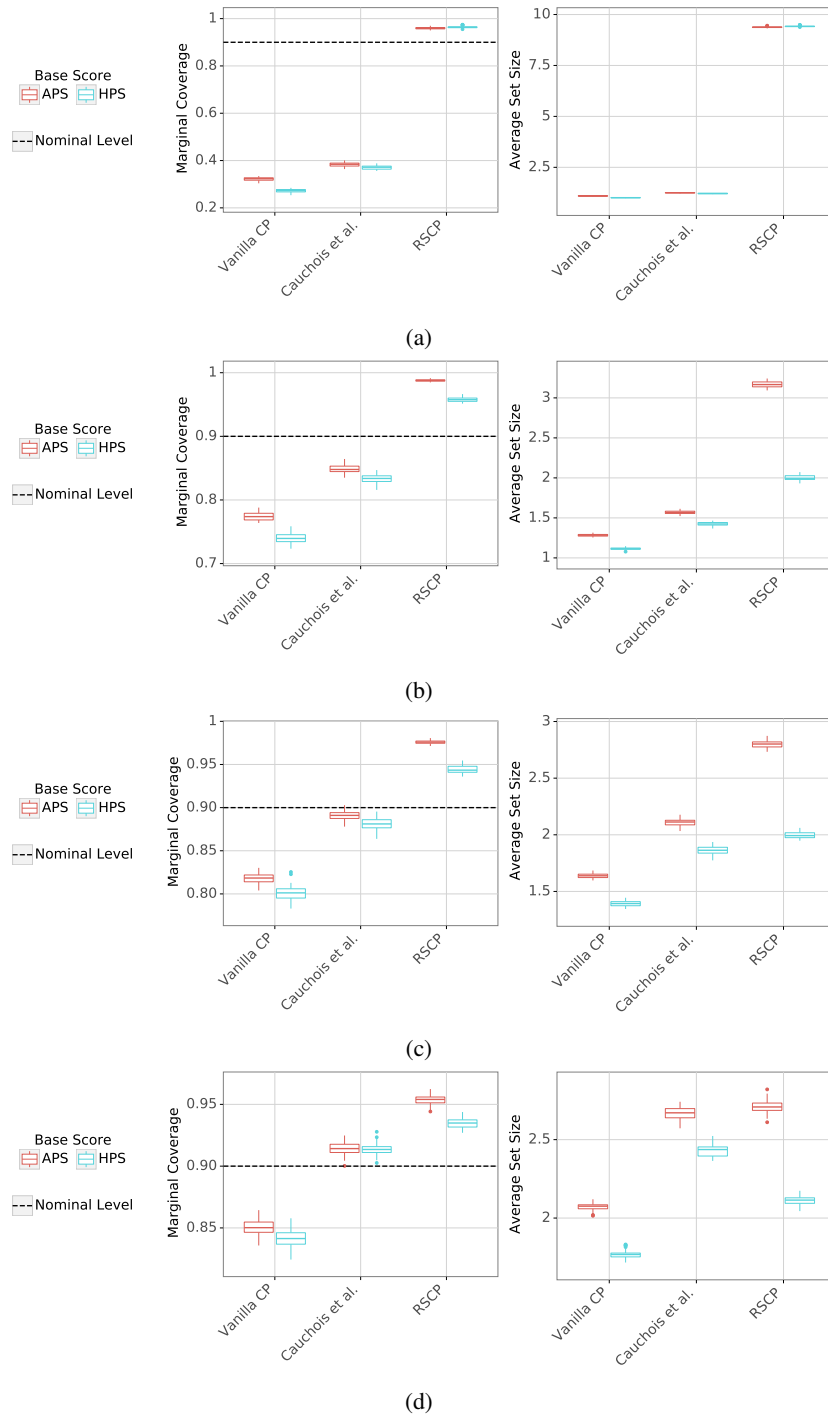 Base Score
APS HPS
Nominal Level
Marginal Coverage
1
0.8
0.6
0.4
0.2
Vanilla CP
Cauchois et al.
RSCP
Average Set Size
10
7.5
5
2.5
Vanilla CP
Cauchois et al.
RSCP
(a)
Base Score
APS HPS
Nominal Level
Marginal Coverage
1
0.9
0.8
0.7
Vanilla CP
Cauchois et al.
RSCP
Average Set Size
3
2.5
2
1.5
1
Vanilla CP
Cauchois et al.
RSCP
(b)
Base Score
APS HPS
Nominal Level
Marginal Coverage
1
0.95
0.90
0.85
0.80
Vanilla CP
Cauchois et al.
RSCP
Average Set Size
3
2.5
2
1.5
Vanilla CP
Cauchois et al.
RSCP
(c)
Base Score
APS HPS
Nominal Level
Marginal Coverage
0.95
0.90
0.85
Vanilla CP
Cauchois et al.
RSCP
Average Set Size
2.5
2
Vanilla CP
Cauchois et al.
RSCP
(d)